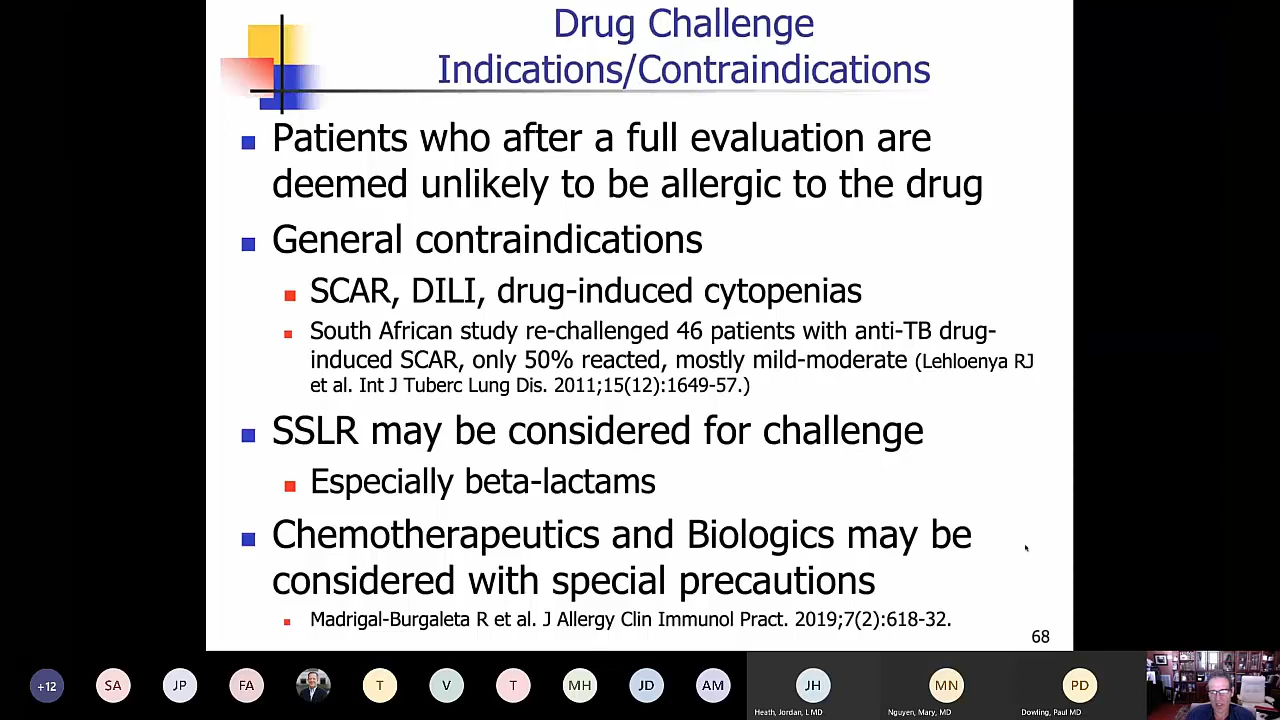 Drug Challenge
Indications/Contraindications
Patients who after a full evaluation are
deemed unlikely to be allergic to the drug
General contraindications
SCAR, DILI, drug-induced cytopenias
South African study re-challenged 46 patients with anti-TB drug-
induced SCAR, only 50% reacted, mostly mild-moderate (Lehloenya RJ
et al. Int J Tuberc Lung Dis. 2011;15(12):1649-57.)
SSLR may be considered for challenge
Especially beta-lactams
Chemotherapeutics and Biologics may be
considered with special precautions
Madrigal-Burgaleta R et al. J Allergy Clin Immunol Pract. 2019;7(2):618-32.
68
+12 SA JP FA T V T MH JD AM JH MN PD
Heath, Jordan, L MD Nguyen, Mary, MD Dowling, Paul MD